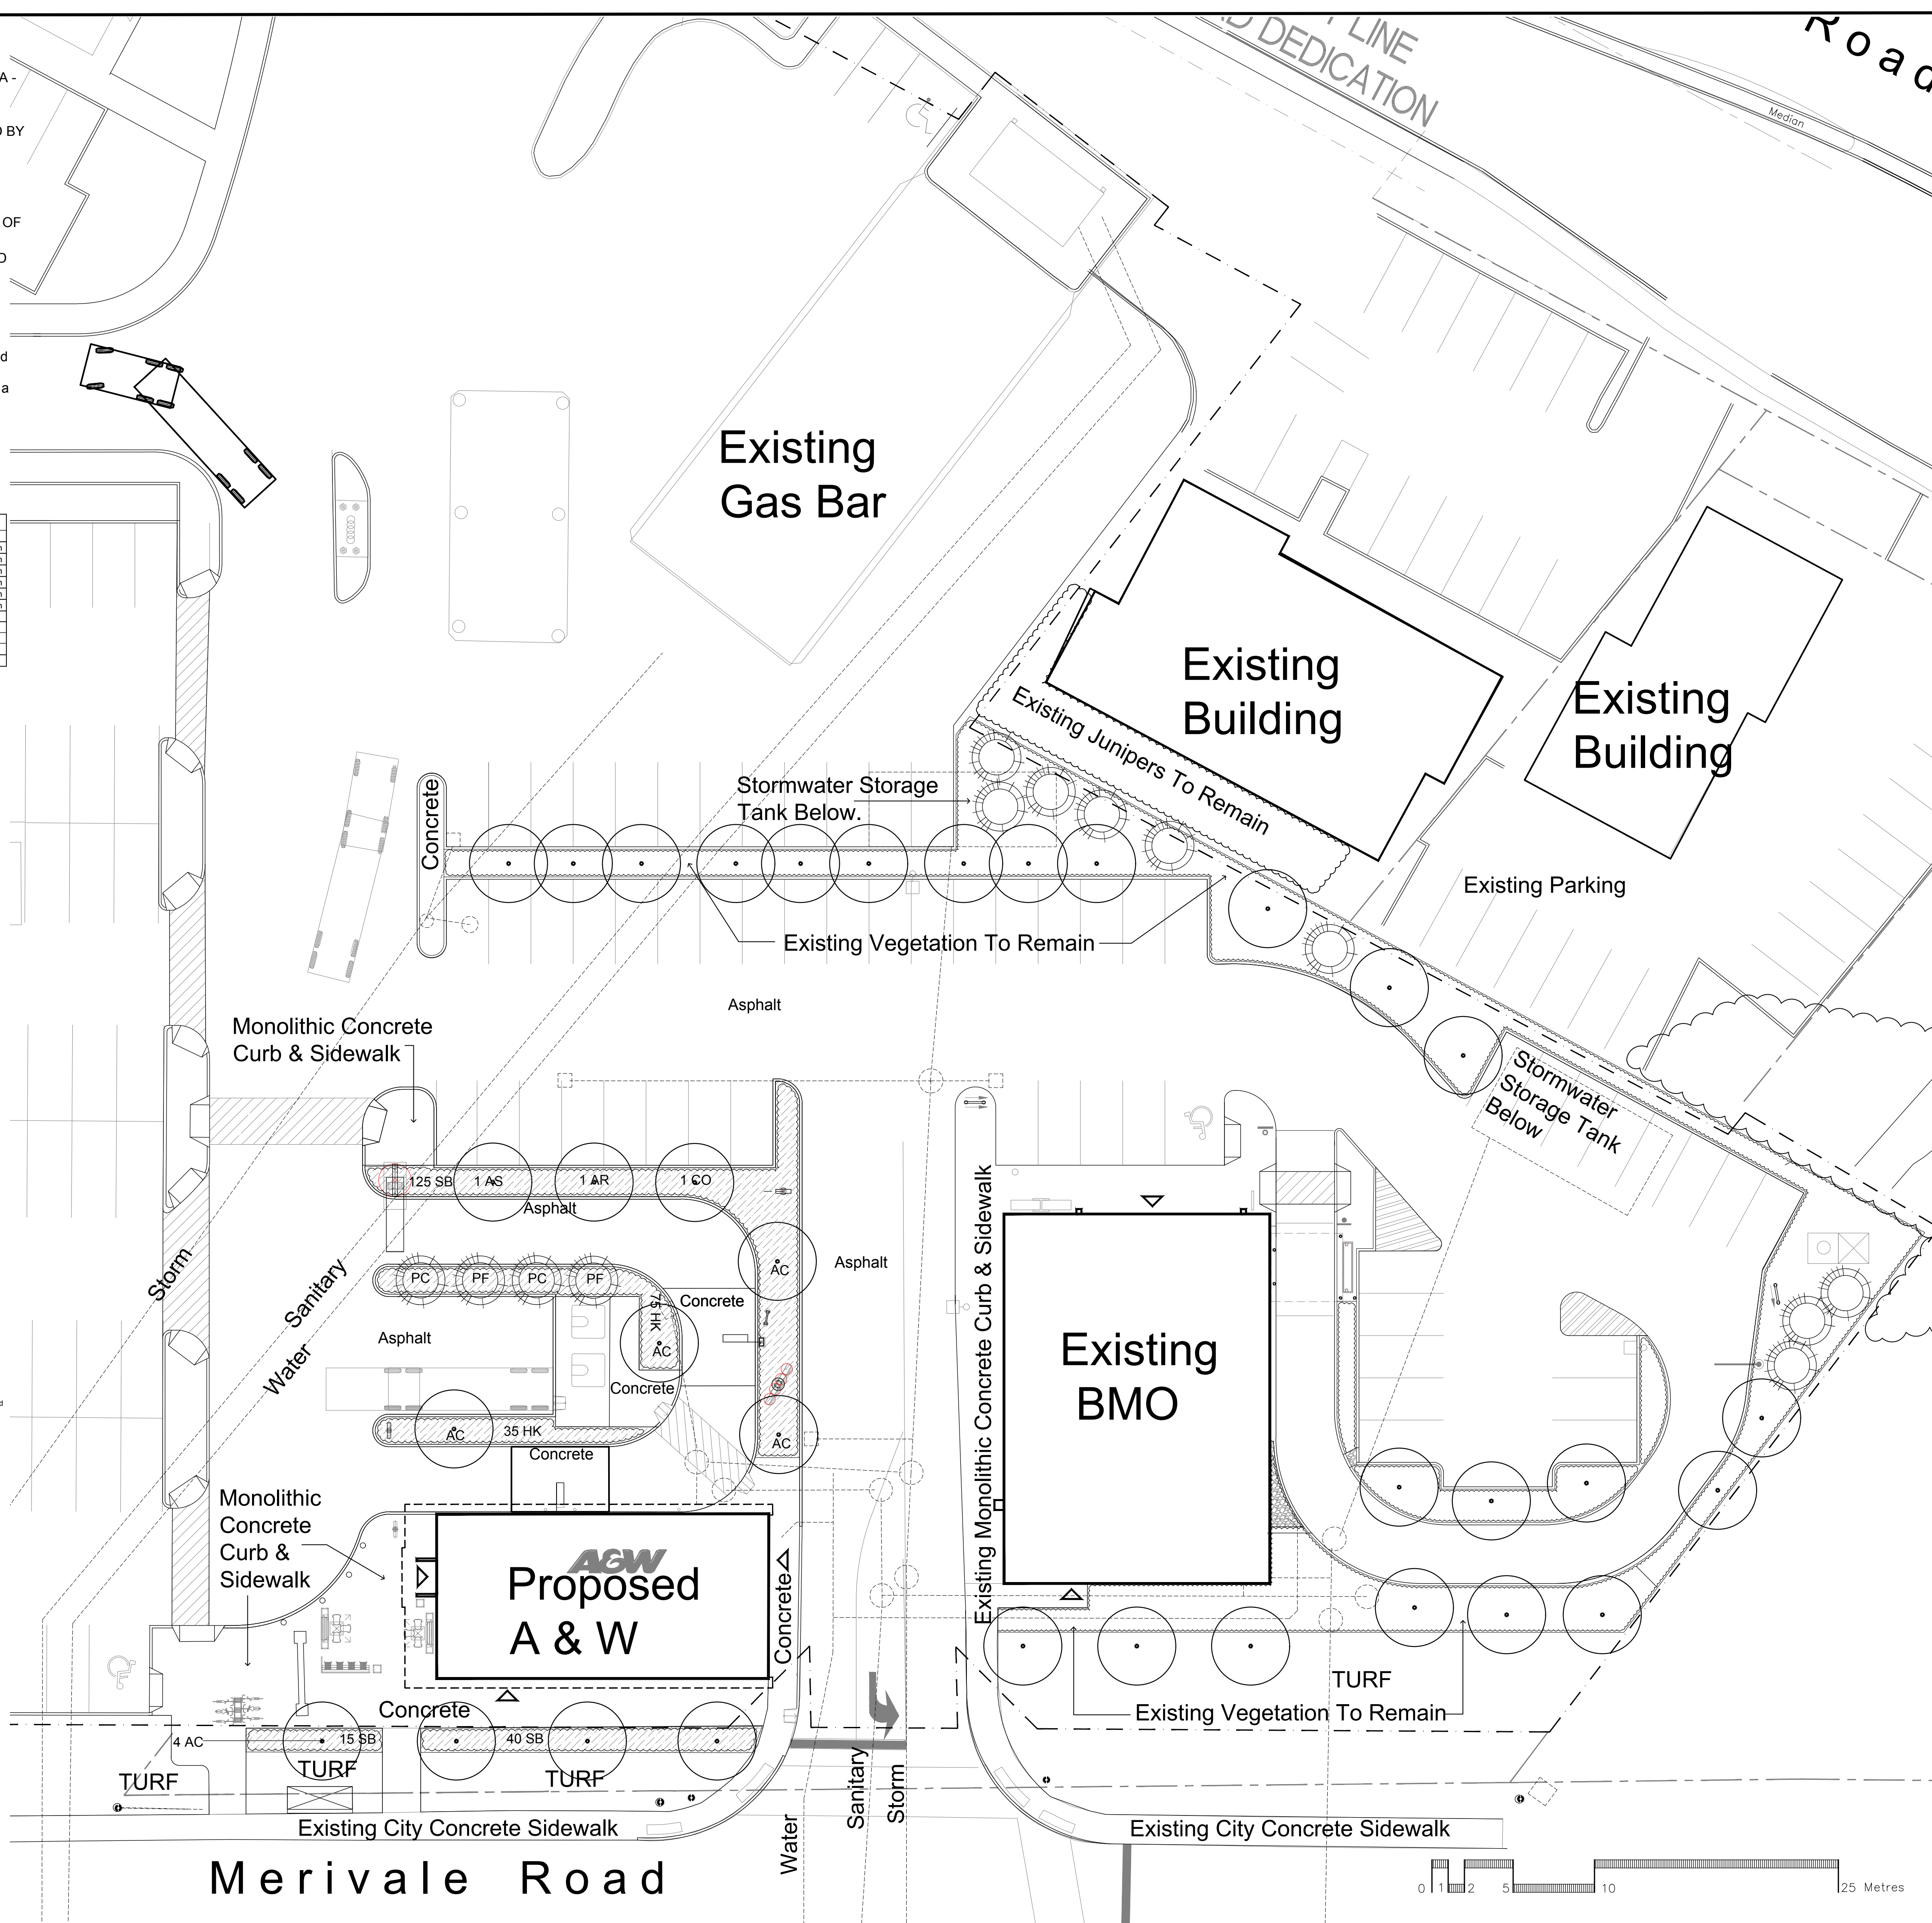 Road
LINE
DEDICATION
Median
A -
BY
OF
d
a
Existing
Gas Bar
Existing
Building
Existing
Building
Existing Junipers To Remain
Stormwater Storage
Tank Below.
Concrete
Existing Parking
Existing Vegetation To Remain
Asphalt
Monolithic Concrete
Curb & Sidewalk
Stormwater
Storage Tank
Below
125 SB
1 AS
1 AR
1 CO
Asphalt
Storm
Sanitary
Water
PC
PF
PC
PF
75 HK
Concrete
AC
Asphalt
Asphalt
AC
Concrete
AC
35 HK
AC
Concrete
Existing Monolithic Concrete Curb & Sidewalk
Existing
BMO
Monolithic
Concrete
Curb &
Sidewalk
A&W
Proposed
A & W
Concrete
Concrete
TURF
Existing Vegetation To Remain
4 AC
15 SB
40 SB
TURF
TURF
TURF
Water
Sanitary
Storm
Existing City Concrete Sidewalk
Existing City Concrete Sidewalk
Merivale Road
0 1 2 5 10 25 Metres